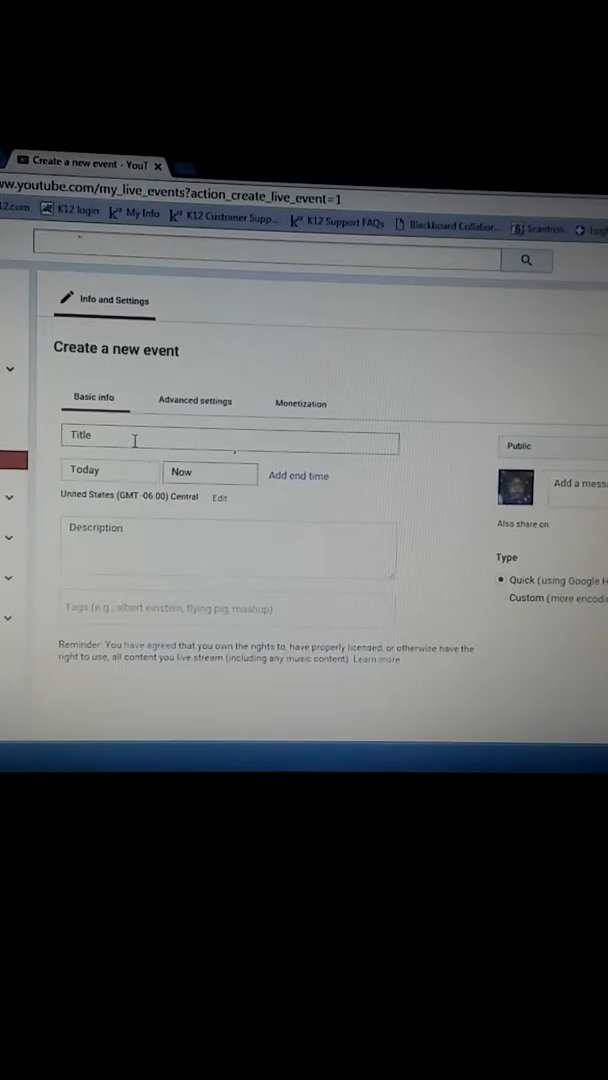 Create a new event - YouT
ww.youtube.com/my_live_events?action_create_live_event=1
12.com K12 login My Info K12 Customer Supp... K12 Support FAQs Blackboard Collabor... Scantron
Info and Settings
Create a new event
Basic info Advanced settings Monetization
Title
Public
Today Now Add end time
Add a mess
United States (GMT -06:00) Central Edit
Also share on
Description
Type
Quick (using Google H
Custom (more encodi
Tags (e.g., albert einstein, flying pig, mashup)
Reminder: You have agreed that you own the rights to, have properly licensed, or otherwise have the
right to use, all content you live stream (including any music content). Learn more